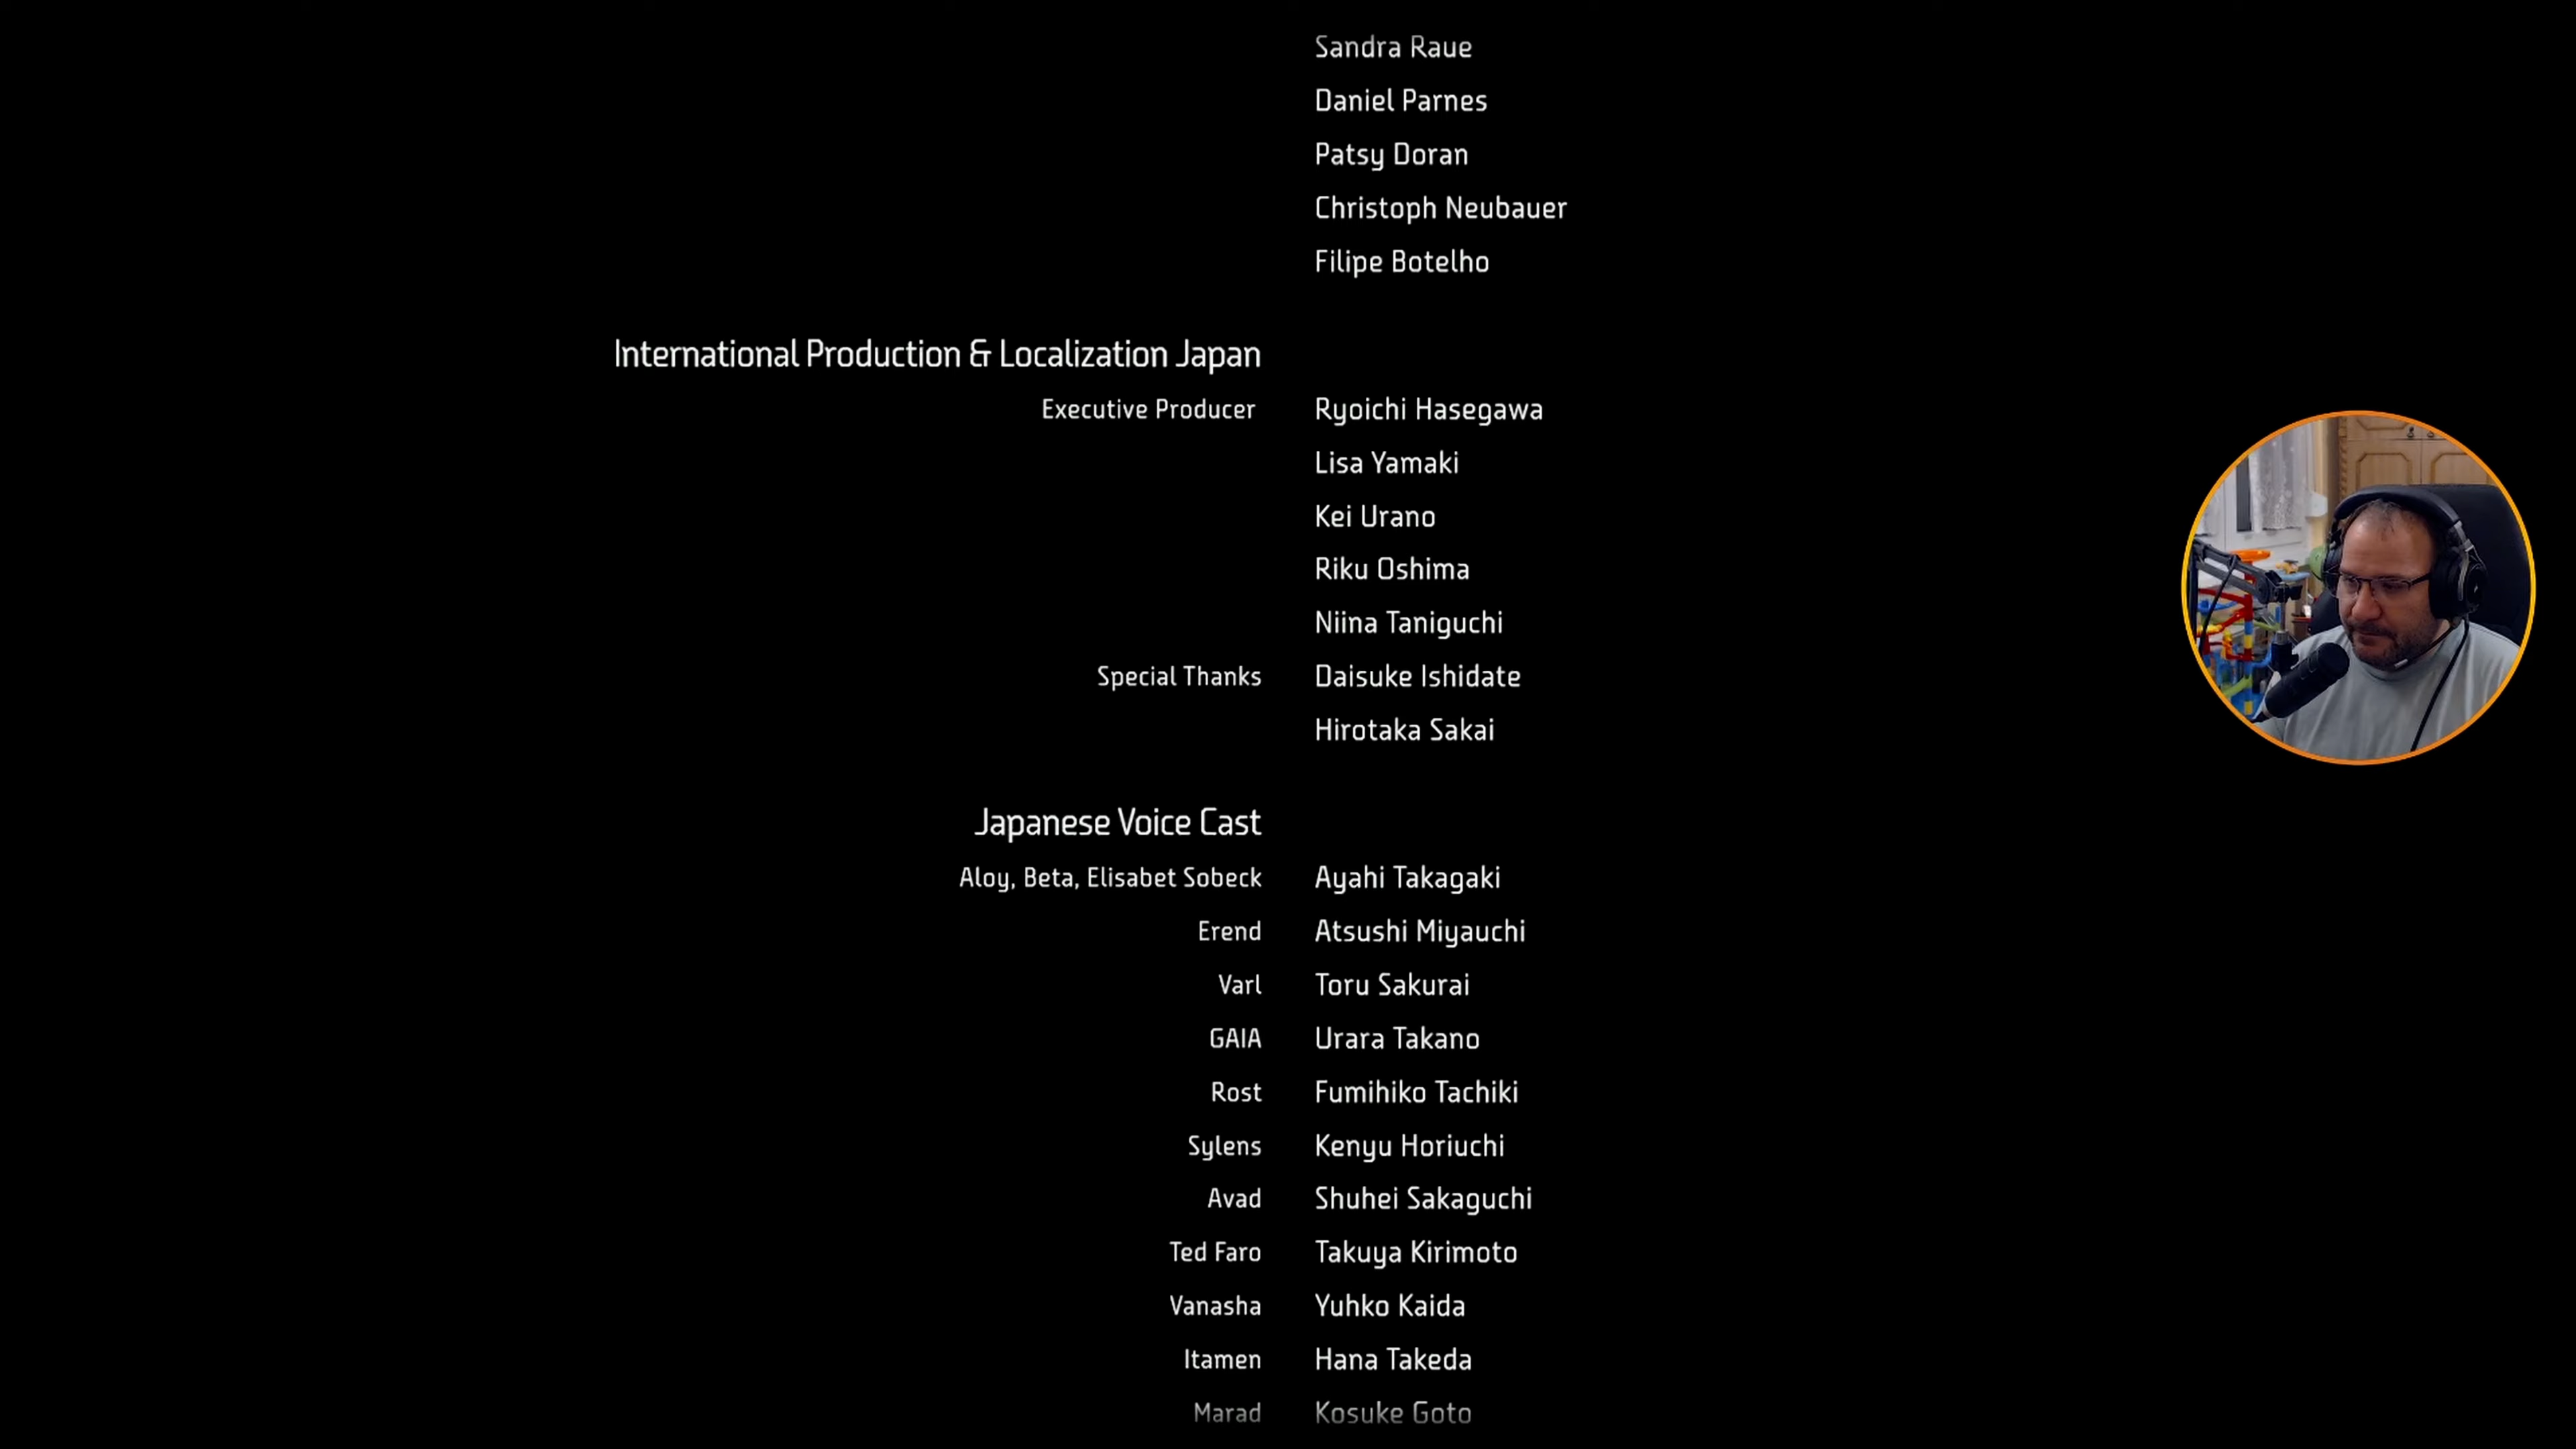 Sandra Raue
Daniel Parnes
Patsy Doran
Christoph Neubauer
Filipe Botelho
International Production & Localization Japan
Executive Producer Ryoichi Hasegawa
Lisa Yamaki
Kei Urano
Riku Oshima
Niina Taniguchi
Special Thanks Daisuke Ishidate
Hirotaka Sakai
Japanese Voice Cast
Aloy, Beta, Elisabet Sobeck Ayahi Takagaki
Erend Atsushi Miyauchi
Varl Toru Sakurai
GAIA Urara Takano
Rost Fumihiko Tachiki
Sylens Kenyu Horiuchi
Avad Shuhei Sakaguchi
Ted Faro Takuya Kirimoto
Vanasha Yuhko Kaida
Itamen Hana Takeda
Marad Kosuke Goto